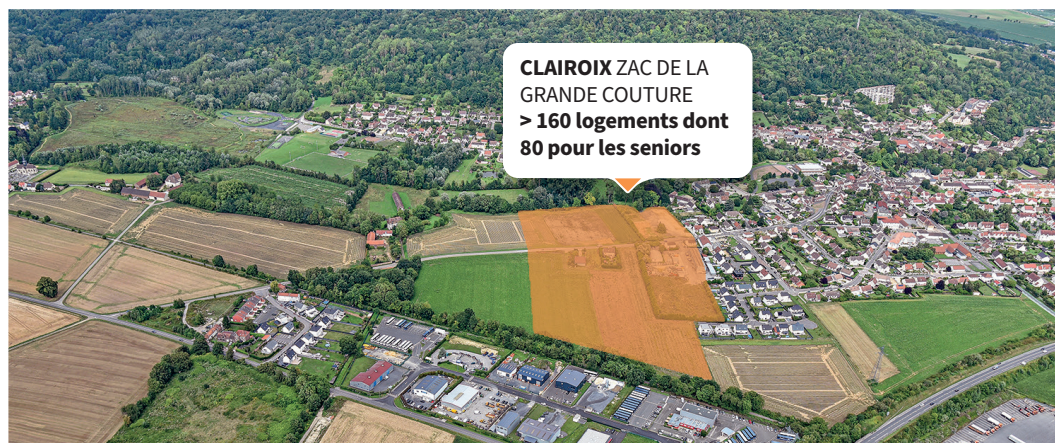 CLAIROIX ZAC DE LA
GRANDE COUTURE
> 160 logements dont
80 pour les seniors